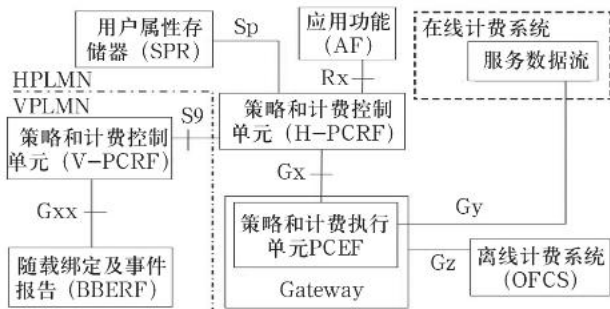 用户属性存
储器（SPR）
Sp
应用功能
（AF）
在线计费系统
服务数据流
Rx
HPLMN
VPLMN
S9
策略和计费控制
单元（H-PCRF）
策略和计费控制
单元（V-PCRF）
Gx
Gxx
策略和计费执行
单元PCEF
Gy
Gateway
Gz
随载绑定及事件
报告（BBERF）
离线计费系统
（OFCS）